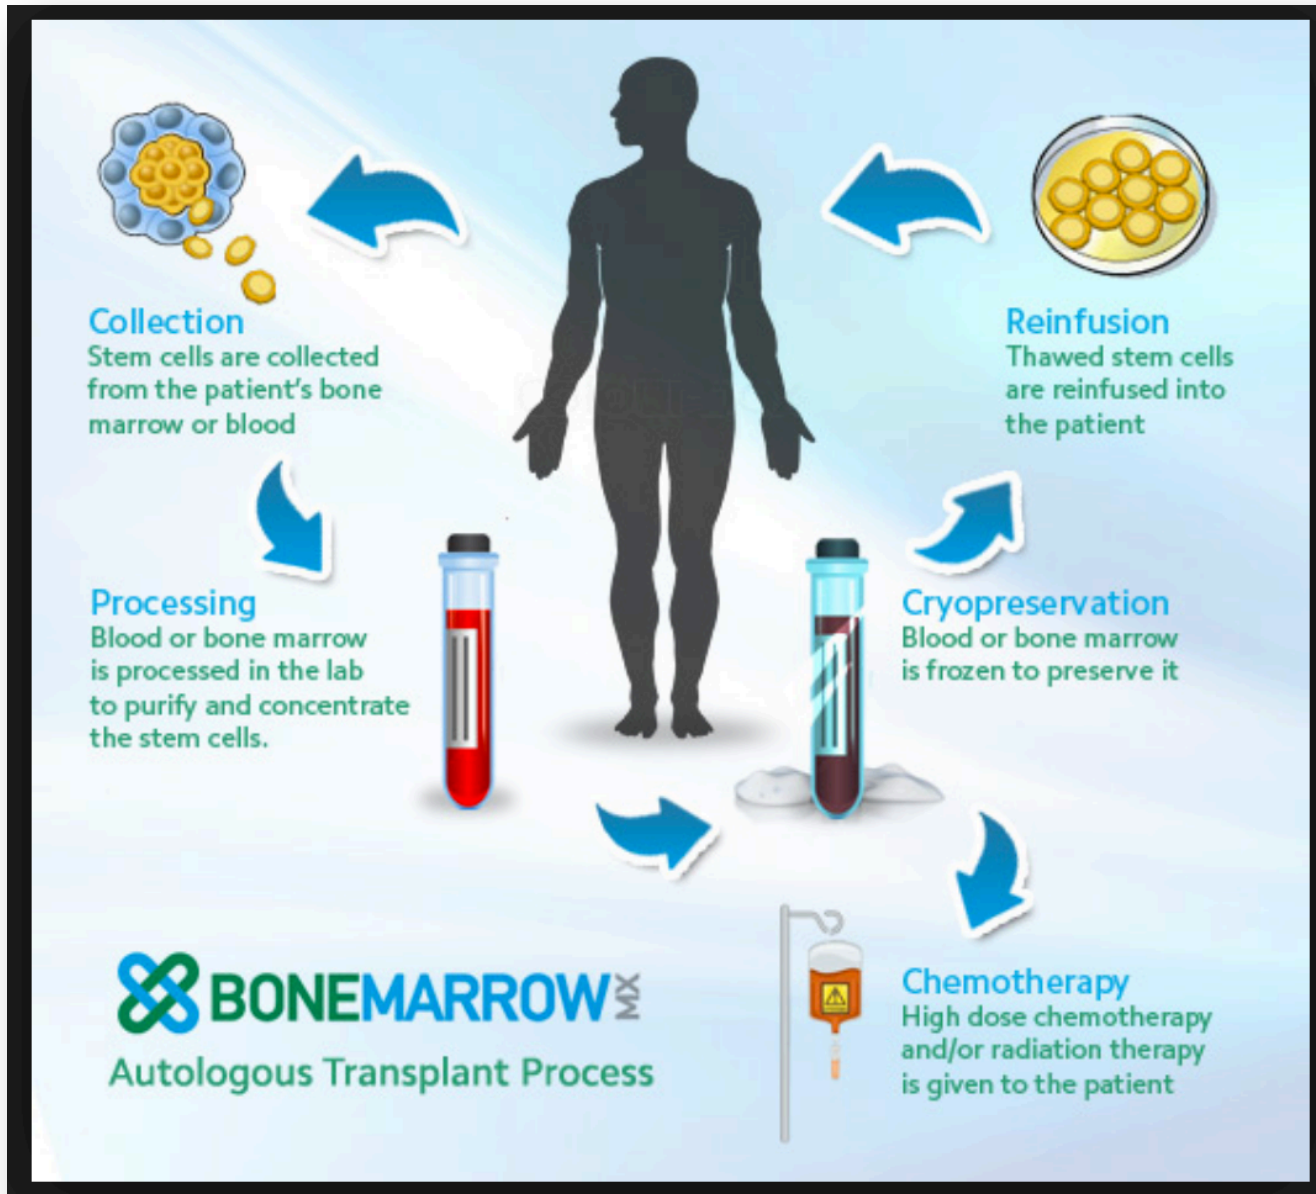 Collection
Stem cells are collected
from the patient's bone
marrow or blood
Processing
Blood or bone marrow
is processed in the lab
to purify and concentrate
the stem cells.
Reinfusion
Thawed stem cells
are reinfused into
the patient
Cryopreservation
Blood or bone marrow
is frozen to preserve it
Chemotherapy
High dose chemotherapy
and/or radiation therapy
is given to the patient
BONEMARROW MX
Autologous Transplant Process